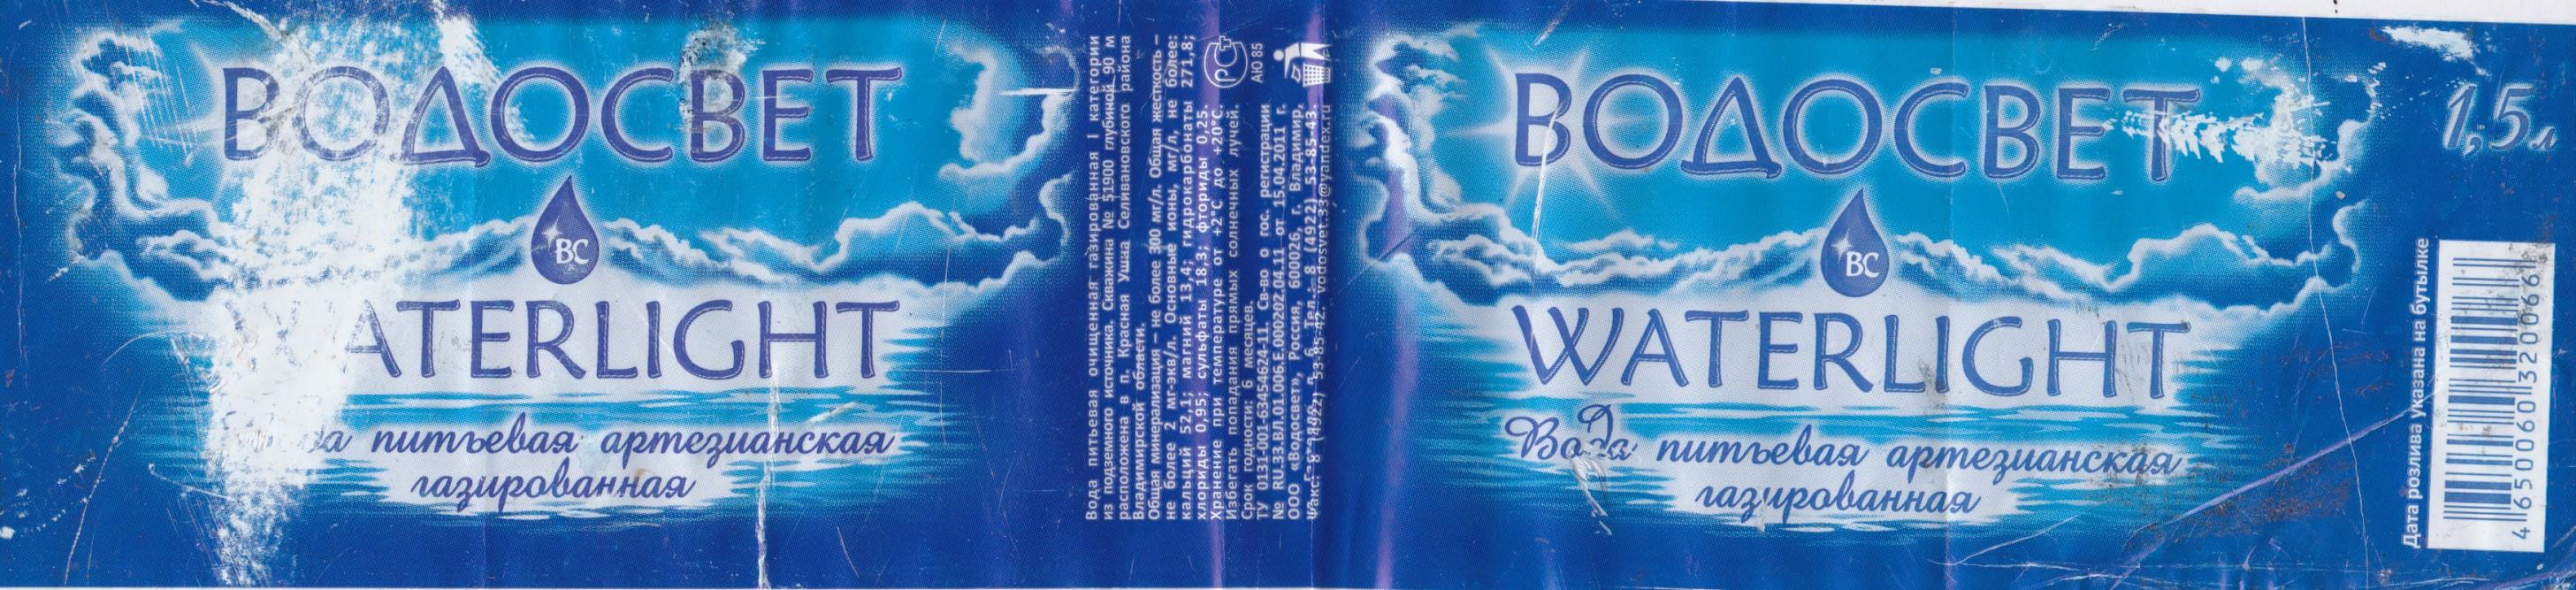 ВОДОСВЕТ
ВС
WATERLIGHT
питьевая артезианская
газированная
Вода питьевая очищенная газированная I категории
из подземного источника. Скважина № 51900 глубиной 90 м
расположена в п. Красная Ушна Селивановского района
Владимирской области.
Общая минерализация – не более 300 мг/л. Общая жесткость –
не более 2 мг-экв/л. Основные ионы, мг/л, не более:
кальций 52,1; магний 13,4; гидрокарбонаты 271,8;
хлориды 0,95; сульфаты 18,3; фториды 0,25.
Хранение при температуре от +2°С до +20°С.
Избегать попадания прямых солнечных лучей.
Срок годности: 6 месяцев.
ТУ 0131-001-63454624-11. Св-во о гос. регистрации
№ RU.33.ВЛ.01.006.Е.000202.04.11 от 15.04.2011 г.
ООО «Водосвет», Россия, 600026, г. Владимир,
Тел.: 8 (4922) 53-85-43.
Факс: 8 (4922) 53-85-42. vodosvet.33@yandex.ru
РСТ
АЮ 85
ВОДОСВЕТ
ВС
WATERLIGHT
Вода питьевая артезианская
газированная
1,5л
Дата розлива указана на бутылке
4 650060 320066